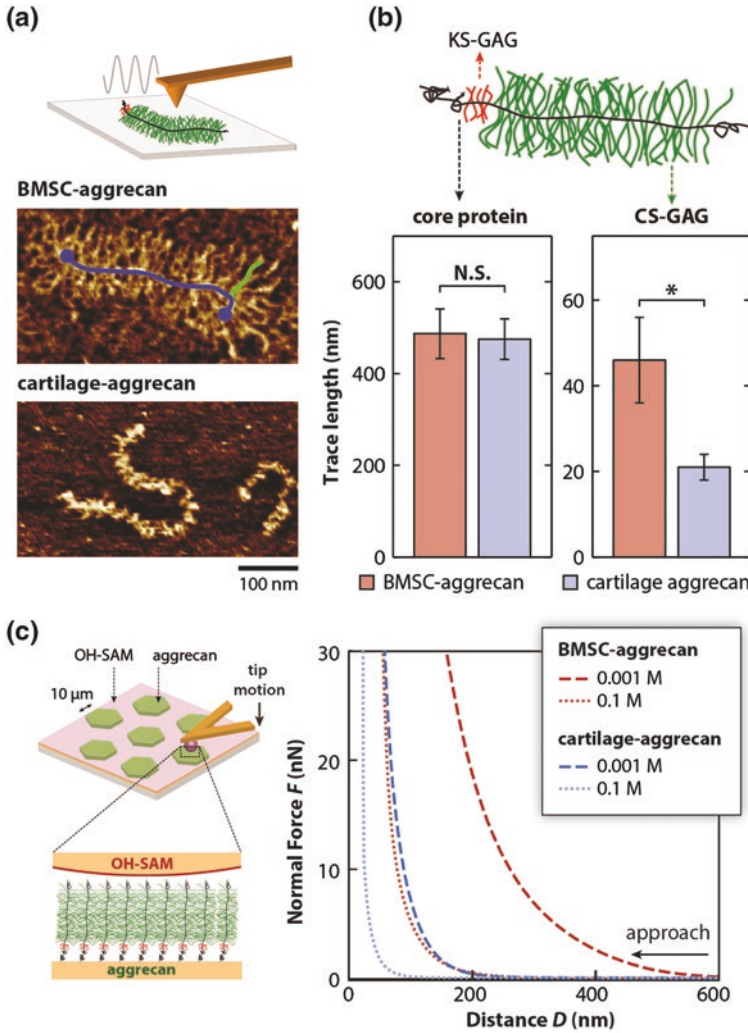 (a)
BMSC-aggrecan
cartilage-aggrecan
100 nm
(b)
KS-GAG
core protein
CS-GAG
Trace length (nm)
600
400
200
0
N.S.
60
40
20
0
*
BMSC-aggrecan
cartilage aggrecan
(c)
OH-SAM
aggrecan
tip
motion
10 µm
OH-SAM
aggrecan
Normal Force F (nN)
30
20
10
0
0
200
400
600
Distance D (nm)
approach
BMSC-aggrecan
0.001 M
0.1 M
cartilage-aggrecan
0.001 M
0.1 M